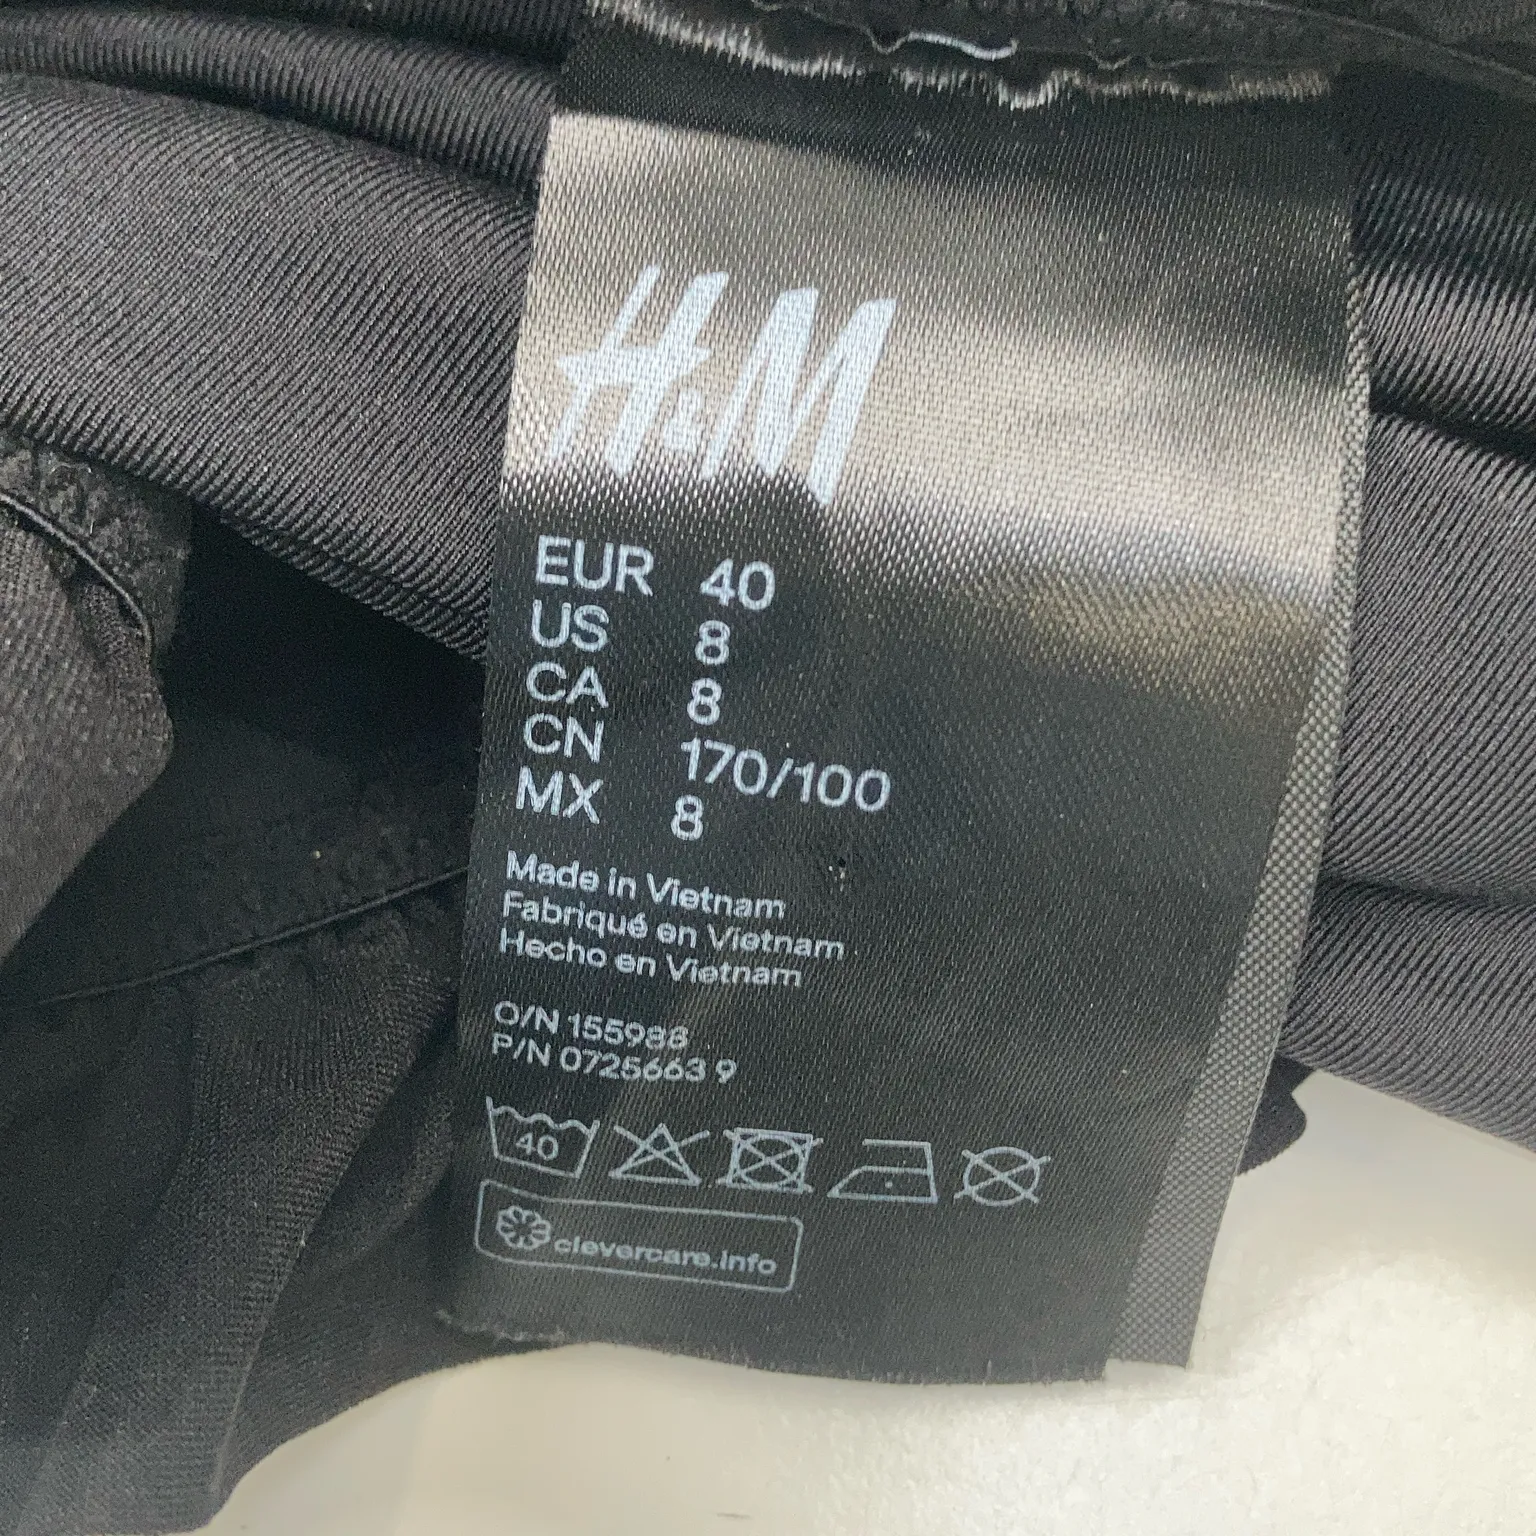 H&M
EUR 40
US 8
CA 8
CN 170/100
MX 8
Made in Vietnam
Fabriqué en Vietnam
Hecho en Vietnam
O/N 155988
P/N 0725663 9
40
clevercare.info